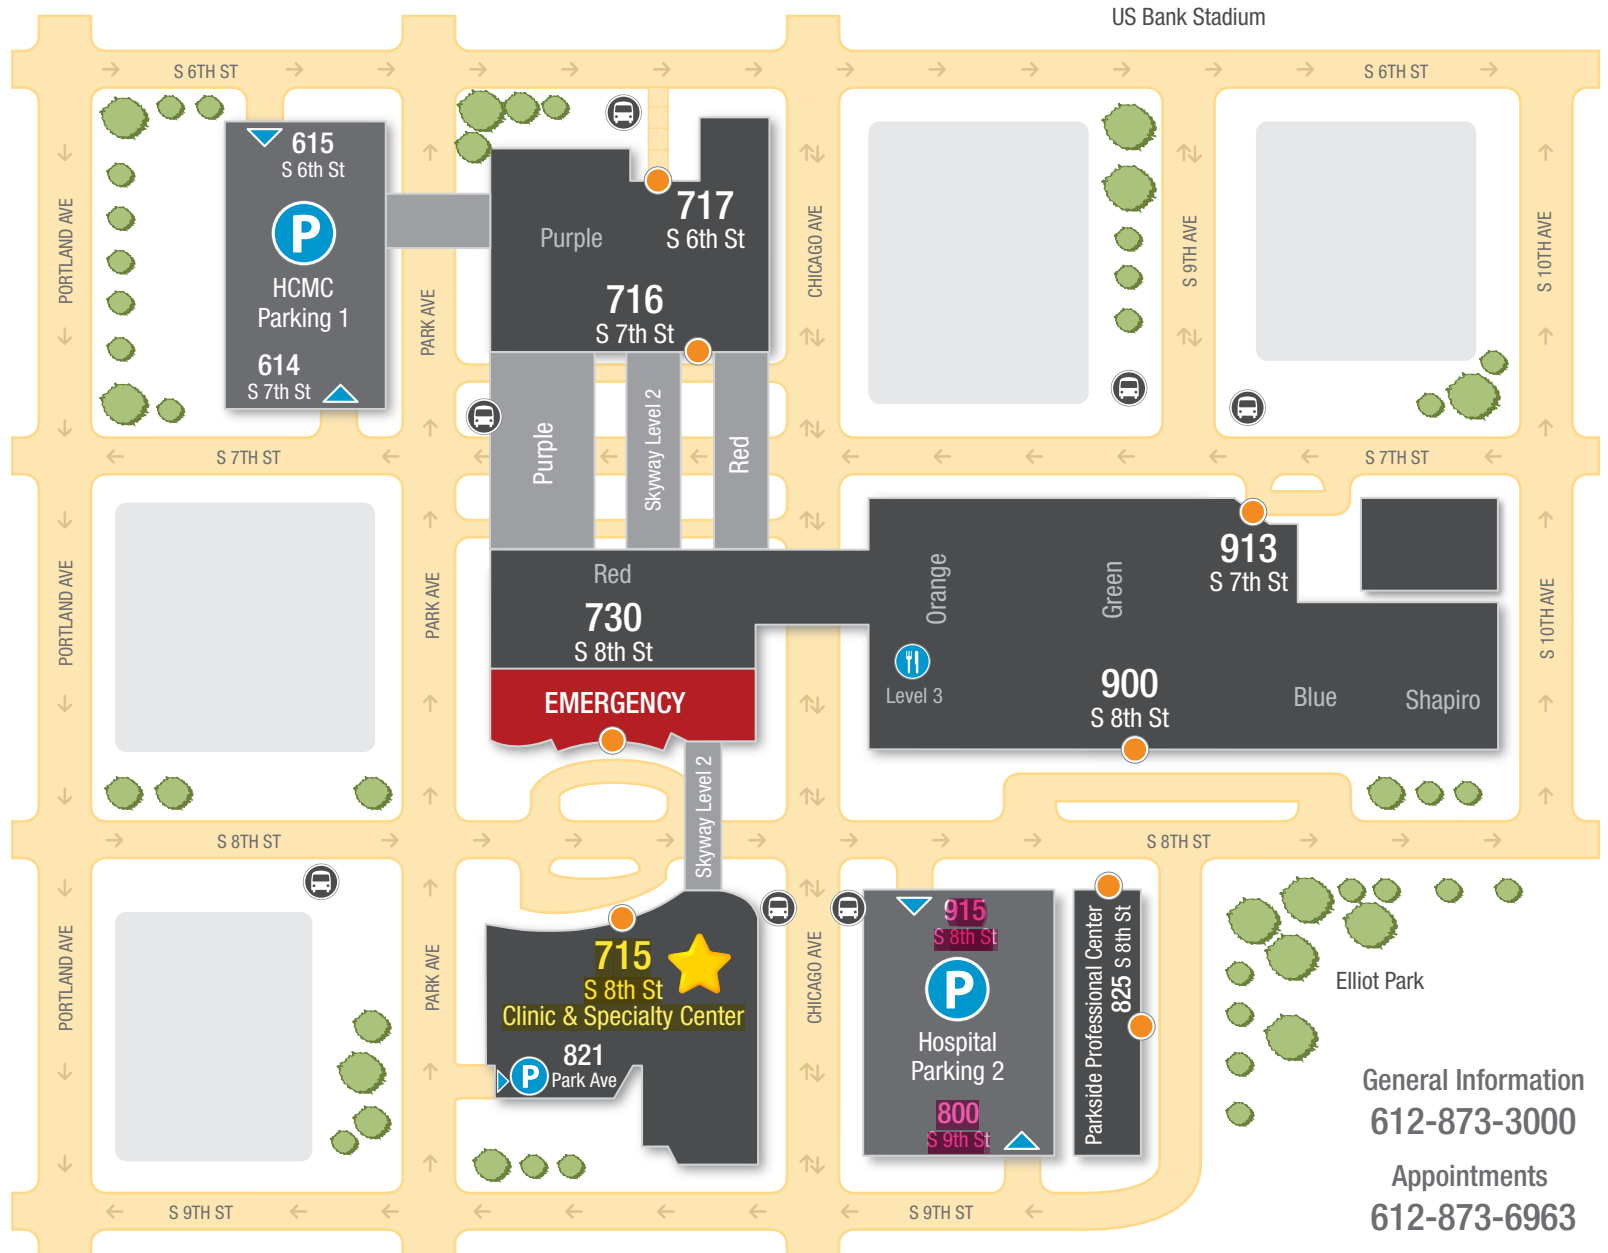 US Bank Stadium
S 6TH ST
S 6TH ST
615
S 6th St
P
HCMC
Parking 1
614
S 7th St
PORTLAND AVE
PARK AVE
Purple
717
S 6th St
716
S 7th St
CHICAGO AVE
S 9TH AVE
S 10TH AVE
Purple
Skyway Level 2
Red
S 7TH ST
S 7TH ST
PORTLAND AVE
PARK AVE
Red
730
S 8th St
EMERGENCY
Orange
Level 3
Green
913
S 7th St
900
S 8th St
Blue
Shapiro
S 10TH AVE
Skyway Level 2
S 8TH ST
S 8TH ST
PORTLAND AVE
PARK AVE
715
S 8th St
Clinic & Specialty Center
P
821
Park Ave
CHICAGO AVE
915
S 8th St
P
Hospital
Parking 2
800
S 9th St
Parkside Professional Center
825 S 8th St
Elliot Park
General Information
612-873-3000
Appointments
612-873-6963
S 9TH ST
S 9TH ST